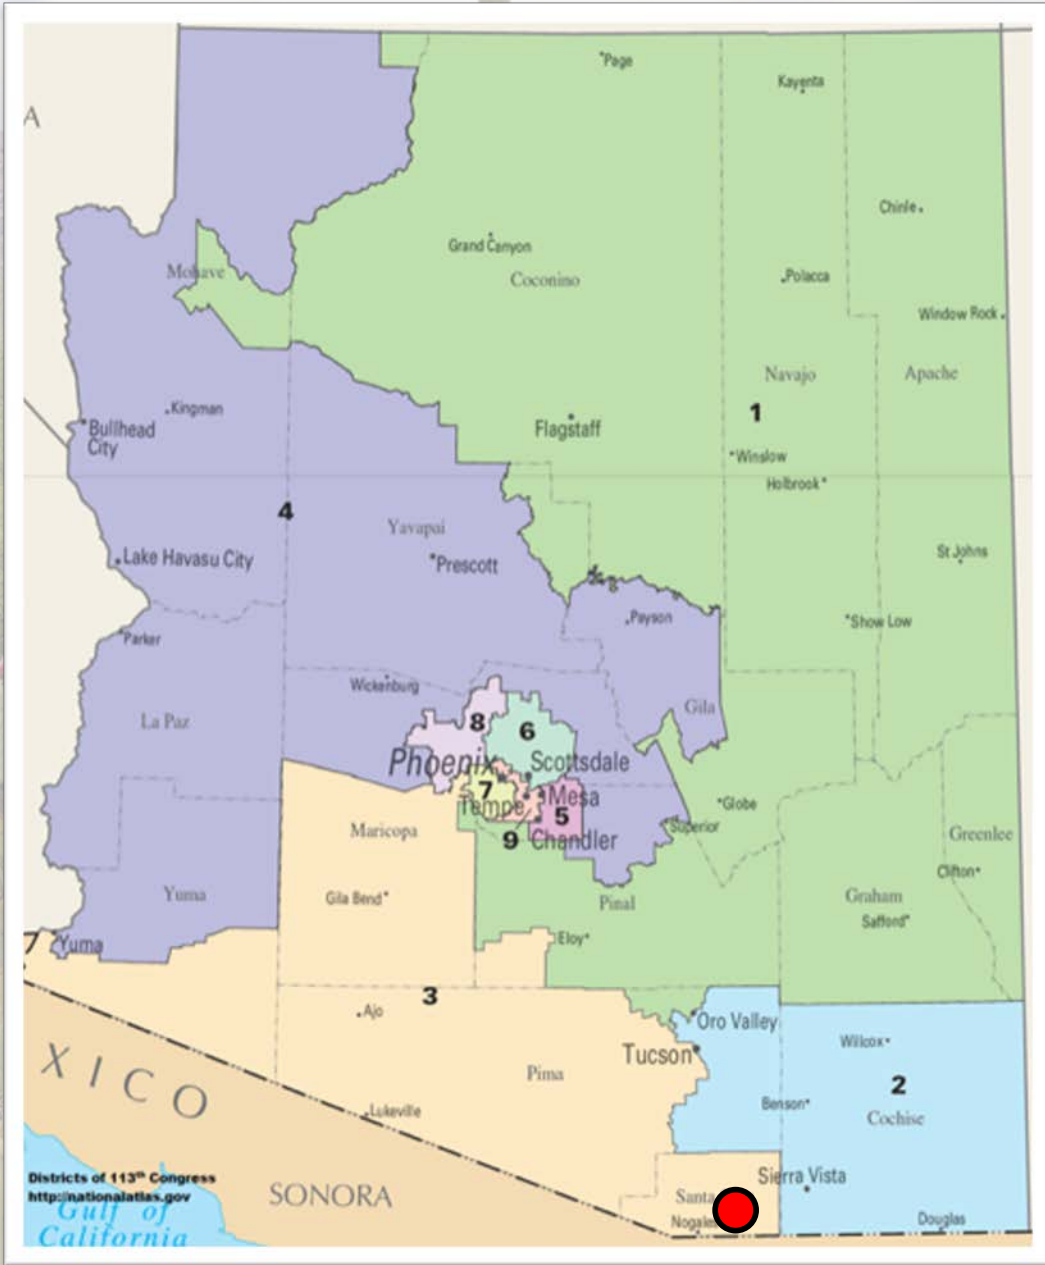 A
Page
Kayenta
Chinle
Grand Canyon
Mohave
Coconino
Polacca
Window Rock
Navajo
Apache
1
Kingman
Bullhead
City
Flagstaff
Winslow
Holbrook
4
Yavapai
Lake Havasu City
Prescott
St Johns
Payson
Show Low
Parker
Wickenburg
La Paz
Gila
8
6
Phoenix
Scottsdale
7
Mesa
Tempe
5
Globe
Superior
Maricopa
9
Chandler
Greenlee
Clifton
Yuma
Gila Bend
Pinal
Graham
Safford
Yuma
Eloy
3
Ajo
Oro Valley
Tucson
Willcox
X I C O
Pima
2
Benson
Cochise
Lukeville
Districts of 113th Congress
http://nationalatlas.gov
SONORA
Sierra Vista
Santa
Gulf of
California
Douglas